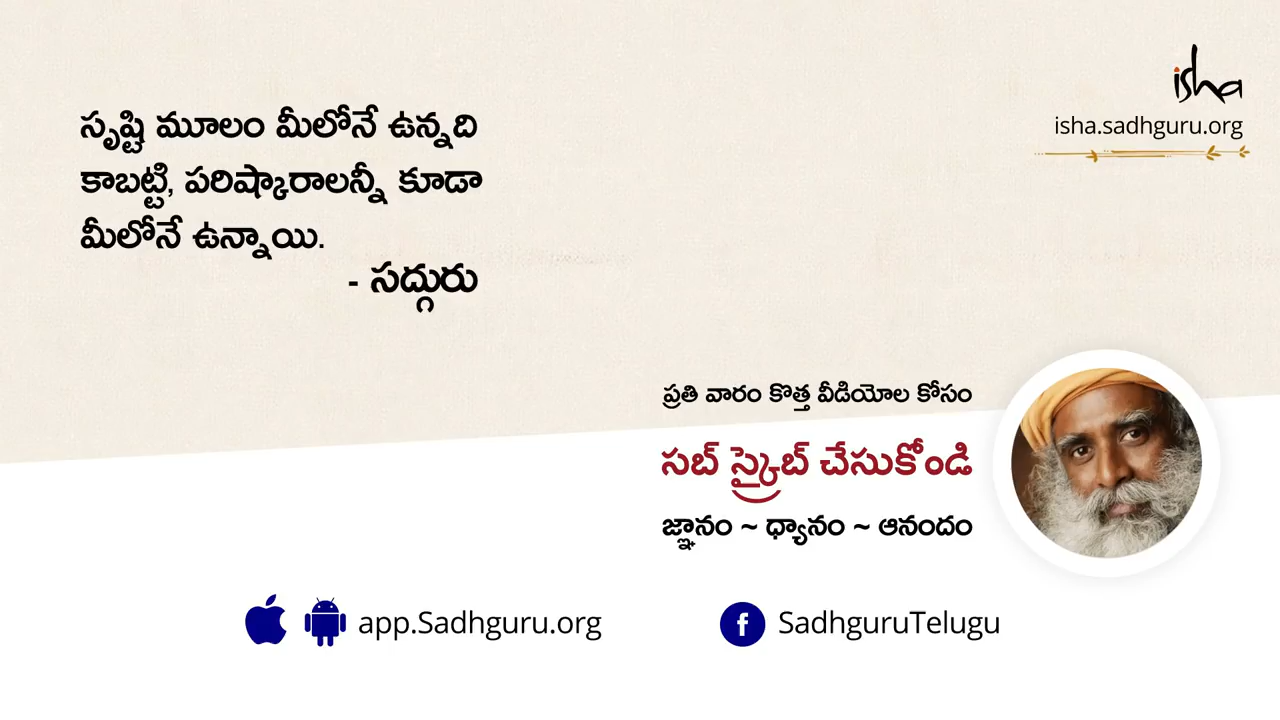 సృష్టి మూలం మీలోనే ఉన్నది
కాబట్టి, పరిష్కారాలన్నీ కూడా
మీలోనే ఉన్నాయి.
- సద్గురు
isha
isha.sadhguru.org
ప్రతి వారం కొత్త వీడియోల కోసం
సబ్ స్క్రైబ్ చేసుకోండి
జ్ఞానం ~ ధ్యానం ~ ఆనందం
app.Sadhguru.org
f SadhguruTelugu